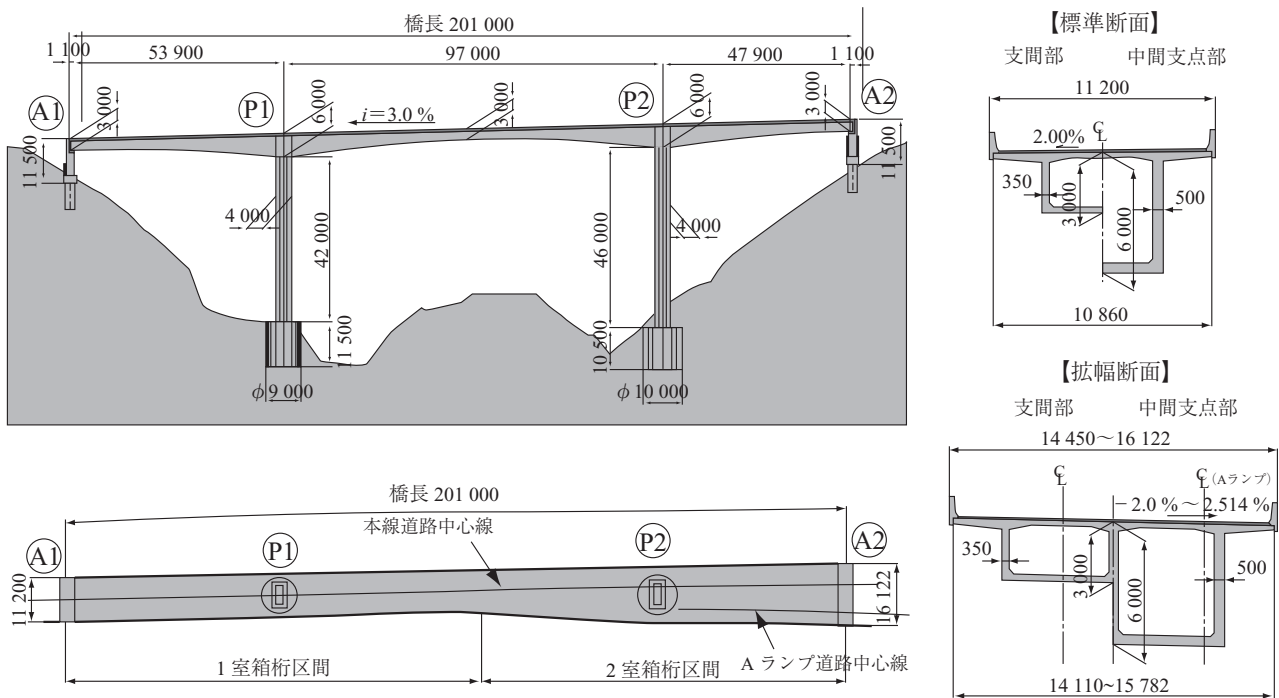 橋長 201 000
1 100
53 900
97 000
47 900
1 100
A1
P1
P2
A2
3 000
6 000
i=3.0 %
3 000
6 000
3 000
11 500
11 500
4 000
42 000
46 000
4 000
11 500
10 500
φ9 000
φ10 000
橋長 201 000
本線道路中心線
A1
P1
P2
A2
11 200
16 122
1 室箱桁区間
2 室箱桁区間
A ランプ道路中心線
【標準断面】
支間部 中間支点部
11 200
2.00%
℄
350
3 000
6 000
500
10 860
【拡幅断面】
支間部 中間支点部
14 450〜16 122
℄
℄ (Aランプ)
－2.0 %〜2.514 %
350
3 000
6 000
500
14 110~15 782